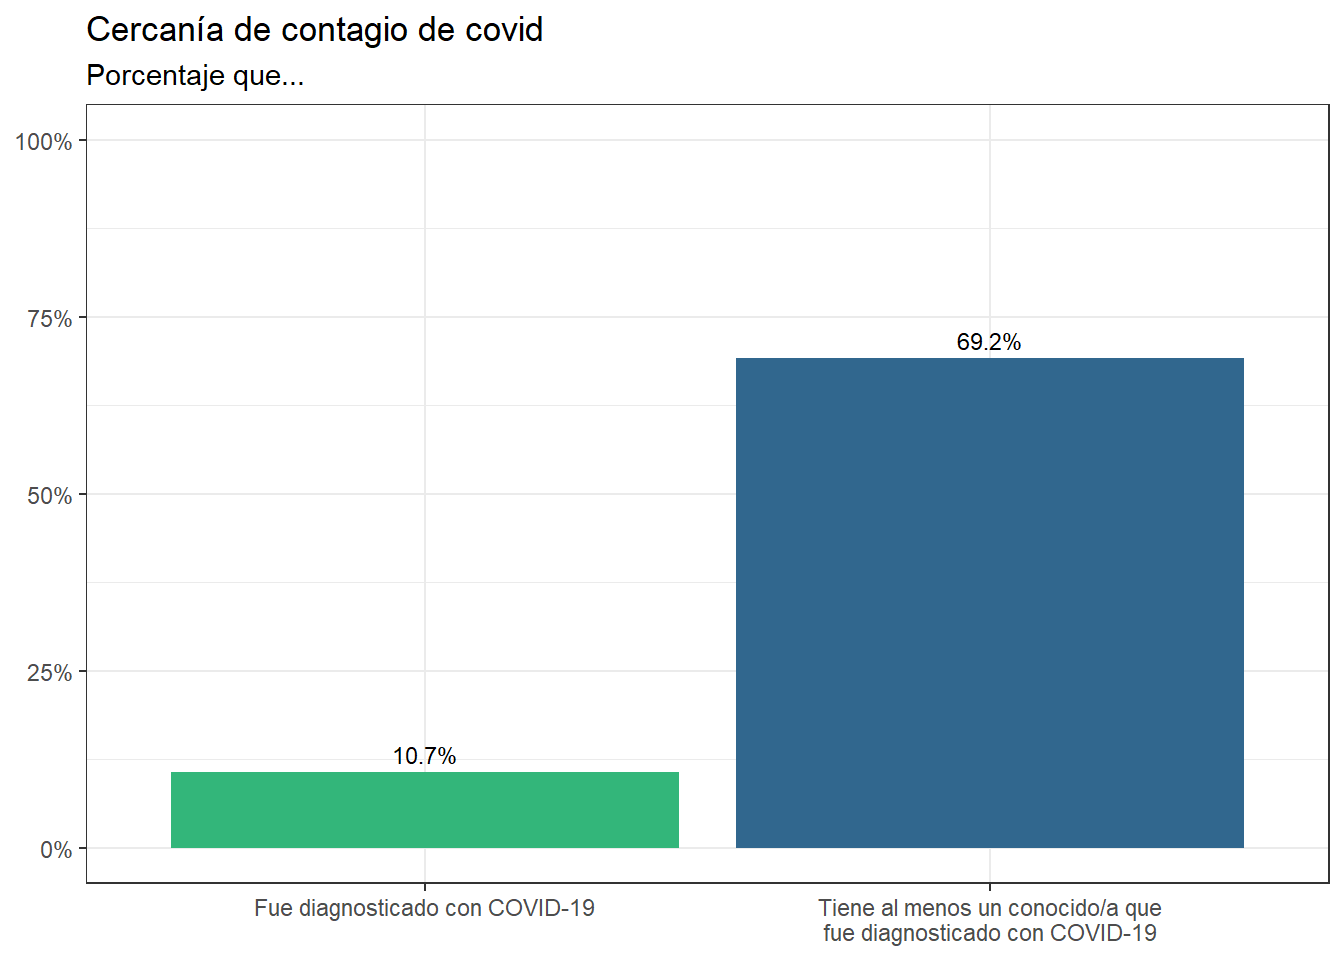 Cercanía de contagio de covid
Porcentaje que...
100%
75%
69.2%
50%
25%
10.7%
0%
Fue diagnosticado con COVID-19
Tiene al menos un conocido/a que
fue diagnosticado con COVID-19